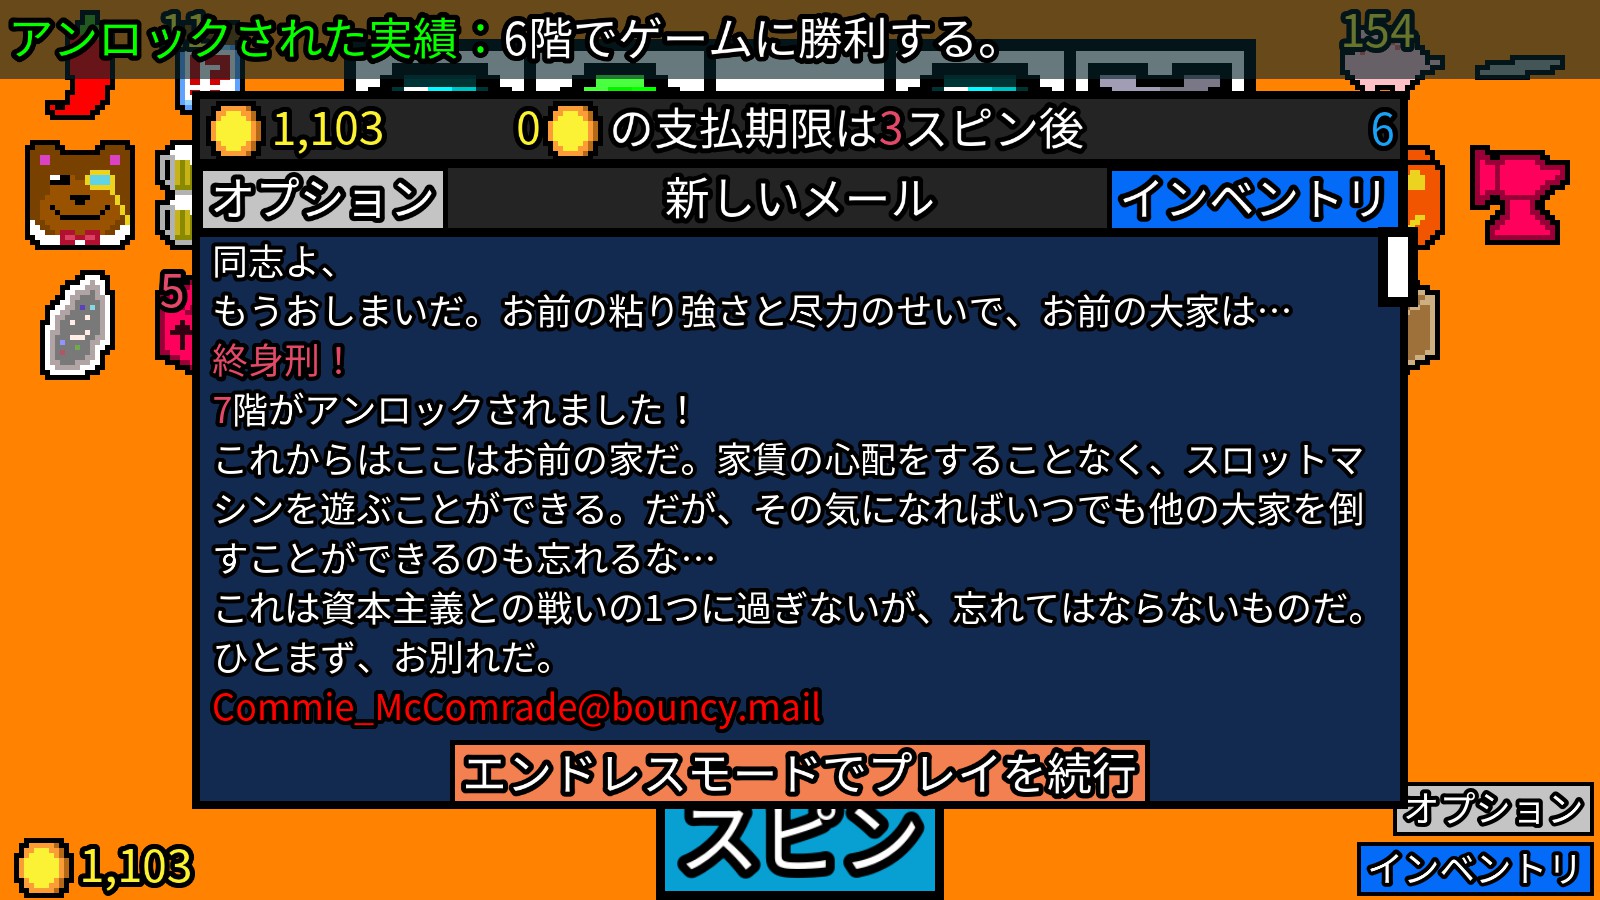 アンロックされた実績：6階でゲームに勝利する。
154
1,103
0 の支払期限は3スピン後
6
オプション
新しいメール
インベントリ
同志よ、
もうおしまいだ。お前の粘り強さと尽力のせいで、お前の大家は…
終身刑！
7階がアンロックされました！
これからはここはお前の家だ。家賃の心配をすることなく、スロットマ
シンを遊ぶことができる。だが、その気になればいつでも他の大家を倒
すことができるのも忘れるな…
これは資本主義との戦いの1つに過ぎないが、忘れてはならないものだ。
ひとまず、お別れだ。
Commie_McComrade@bouncy.mail
5
エンドレスモードでプレイを続行
スピン
オプション
インベントリ
1,103